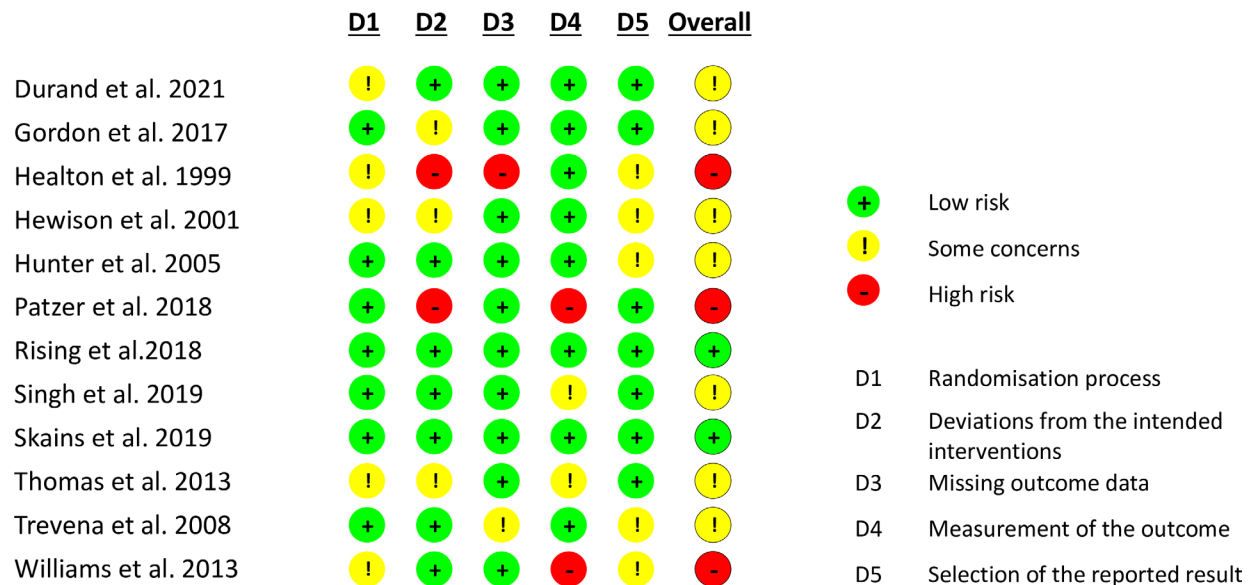 D1 D2 D3 D4 D5 Overall
Durand et al. 2021 ! + + + + !
Gordon et al. 2017 + ! + + + !
Healton et al. 1999 ! - - + ! -
Hewison et al. 2001 ! ! + + ! !
Hunter et al. 2005 + + + + ! !
Patzer et al. 2018 + - + - + -
Rising et al.2018 + + + + + +
Singh et al. 2019 + + + ! + !
Skains et al. 2019 + + + + + +
Thomas et al. 2013 ! ! + ! + !
Trevena et al. 2008 + + ! + ! !
Williams et al. 2013 ! + + - ! -
+ Low risk
! Some concerns
- High risk
D1 Randomisation process
D2 Deviations from the intended
interventions
D3 Missing outcome data
D4 Measurement of the outcome
D5 Selection of the reported result